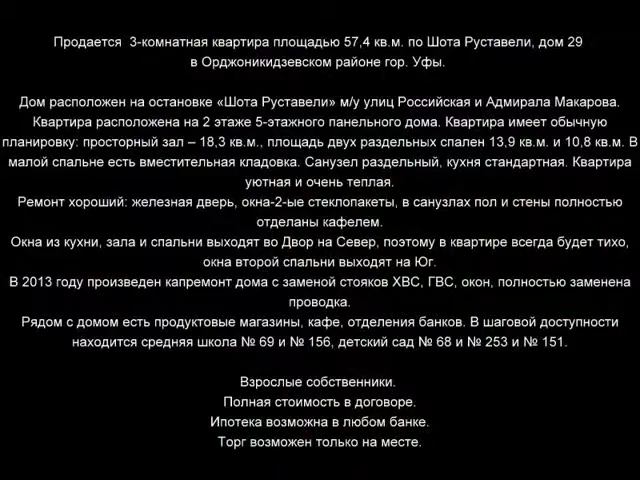 Продается 3-комнатная квартира площадью 57,4 кв.м. по Шота Руставели, дом 29
в Орджоникидзевском районе гор. Уфы.
Дом расположен на остановке «Шота Руставели» м/у улиц Российская и Адмирала Макарова.
Квартира расположена на 2 этаже 5-этажного панельного дома. Квартира имеет обычную
планировку: просторный зал – 18,3 кв.м., площадь двух раздельных спален 13,9 кв.м. и 10,8 кв.м. В
малой спальне есть вместительная кладовка. Санузел раздельный, кухня стандартная. Квартира
уютная и очень теплая.
Ремонт хороший: железная дверь, окна-2-ые стеклопакеты, в санузлах пол и стены полностью
отделаны кафелем.
Окна из кухни, зала и спальни выходят во Двор на Север, поэтому в квартире всегда будет тихо,
окна второй спальни выходят на Юг.
В 2013 году произведен капремонт дома с заменой стояков ХВС, ГВС, окон, полностью заменена
проводка.
Рядом с домом есть продуктовые магазины, кафе, отделения банков. В шаговой доступности
находится средняя школа № 69 и № 156, детский сад № 68 и № 253 и № 151.
Взрослые собственники.
Полная стоимость в договоре.
Ипотека возможна в любом банке.
Торг возможен только на месте.